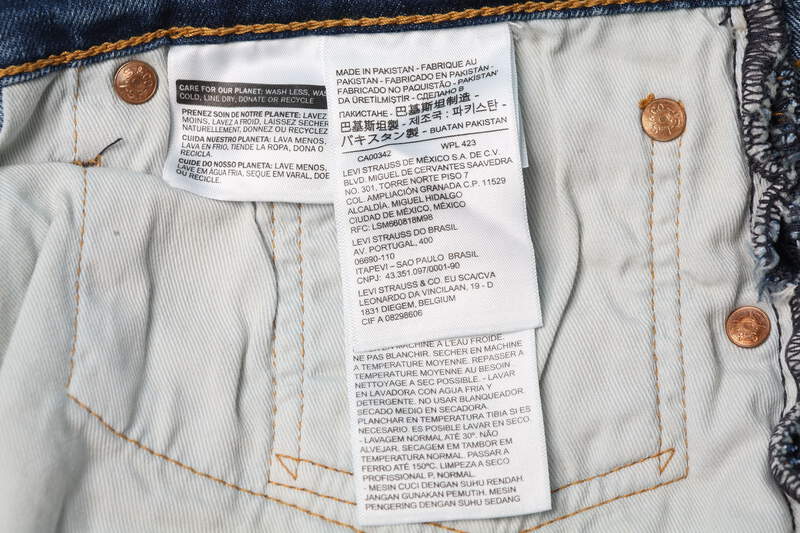 CARE FOR OUR PLANET: WASH LESS, WAS
COLD, LINE DRY, DONATE OR RECYCLE
PRENEZ SOIN DE NOTRE PLANETE: LAVEZ
MOINS, LAVEZ A FROID, LAISSEZ SECHER
NATURELLEMENT, DONNEZ OU RECYCLEZ
CUIDA NUESTRO PLANETA: LAVA MENOS,
LAVA EN FRIO, TIENDE LA ROPA, DONA O
RECICLA.
CUIDE DO NOSSO PLANETA: LAVE MENOS,
LAVE EM ÁGUA FRIA, SEQUE EM VARAL, DOE
OU RECICLE.
MADE IN PAKISTAN - FABRIQUE AU
PAKISTAN - FABRICADO EN PAKISTAN -
FABRICADO NO PAQUISTÃO - PAKISTAN'
DA ÜRETILMIŞTIR - СДЕЛАНО В
ПАКИСТАНЕ - 巴基斯坦制造 -
巴基斯坦製 - 제조국 : 파키스탄 -
パキスタン製 - BUATAN PAKISTAN
CA00342 WPL 423
LEVI STRAUSS DE MÉXICO S.A. DE C.V.
BLVD. MIGUEL DE CERVANTES SAAVEDRA
NO. 301, TORRE NORTE PISO 7
COL. AMPLIACIÓN GRANADA C.P. 11529
ALCALDÍA. MIGUEL HIDALGO
CIUDAD DE MÉXICO, MÉXICO
RFC: LSM660818M98
LEVI STRAUSS DO BRASIL
AV. PORTUGAL, 400
06690-110
ITAPEVI – SAO PAULO BRASIL
CNPJ: 43.351.097/0001-90
LEVI STRAUSS & CO. EU SCA/CVA
LEONARDO DA VINCILAAN, 19 - D
1831 DIEGEM, BELGIUM
CIF A 08298606
EN MACHINE A L'EAU FROIDE.
NE PAS BLANCHIR. SECHER EN MACHINE
A TEMPERATURE MOYENNE. REPASSER A
TEMPERATURE MOYENNE AU BESOIN
NETTOYAGE A SEC POSSIBLE. - LAVAR
EN LAVADORA CON AGUA FRIA Y
DETERGENTE. NO USAR BLANQUEADOR.
SECADO MEDIO EN SECADORA.
PLANCHAR EN TEMPERATURA TIBIA SI ES
NECESARIO. ES POSIBLE LAVAR EN SECO.
- LAVAGEM NORMAL ATÉ 30º. NÃO
ALVEJAR. SECAGEM EM TAMBOR EM
TEMPERATURA NORMAL. PASSAR A
FERRO ATÉ 150ºC. LIMPEZA A SECO
PROFISSIONAL P, NORMAL.
- MESIN CUCI DENGAN SUHU RENDAH.
JANGAN GUNAKAN PEMUTIH. MESIN
PENGERING DENGAN SUHU SEDANG